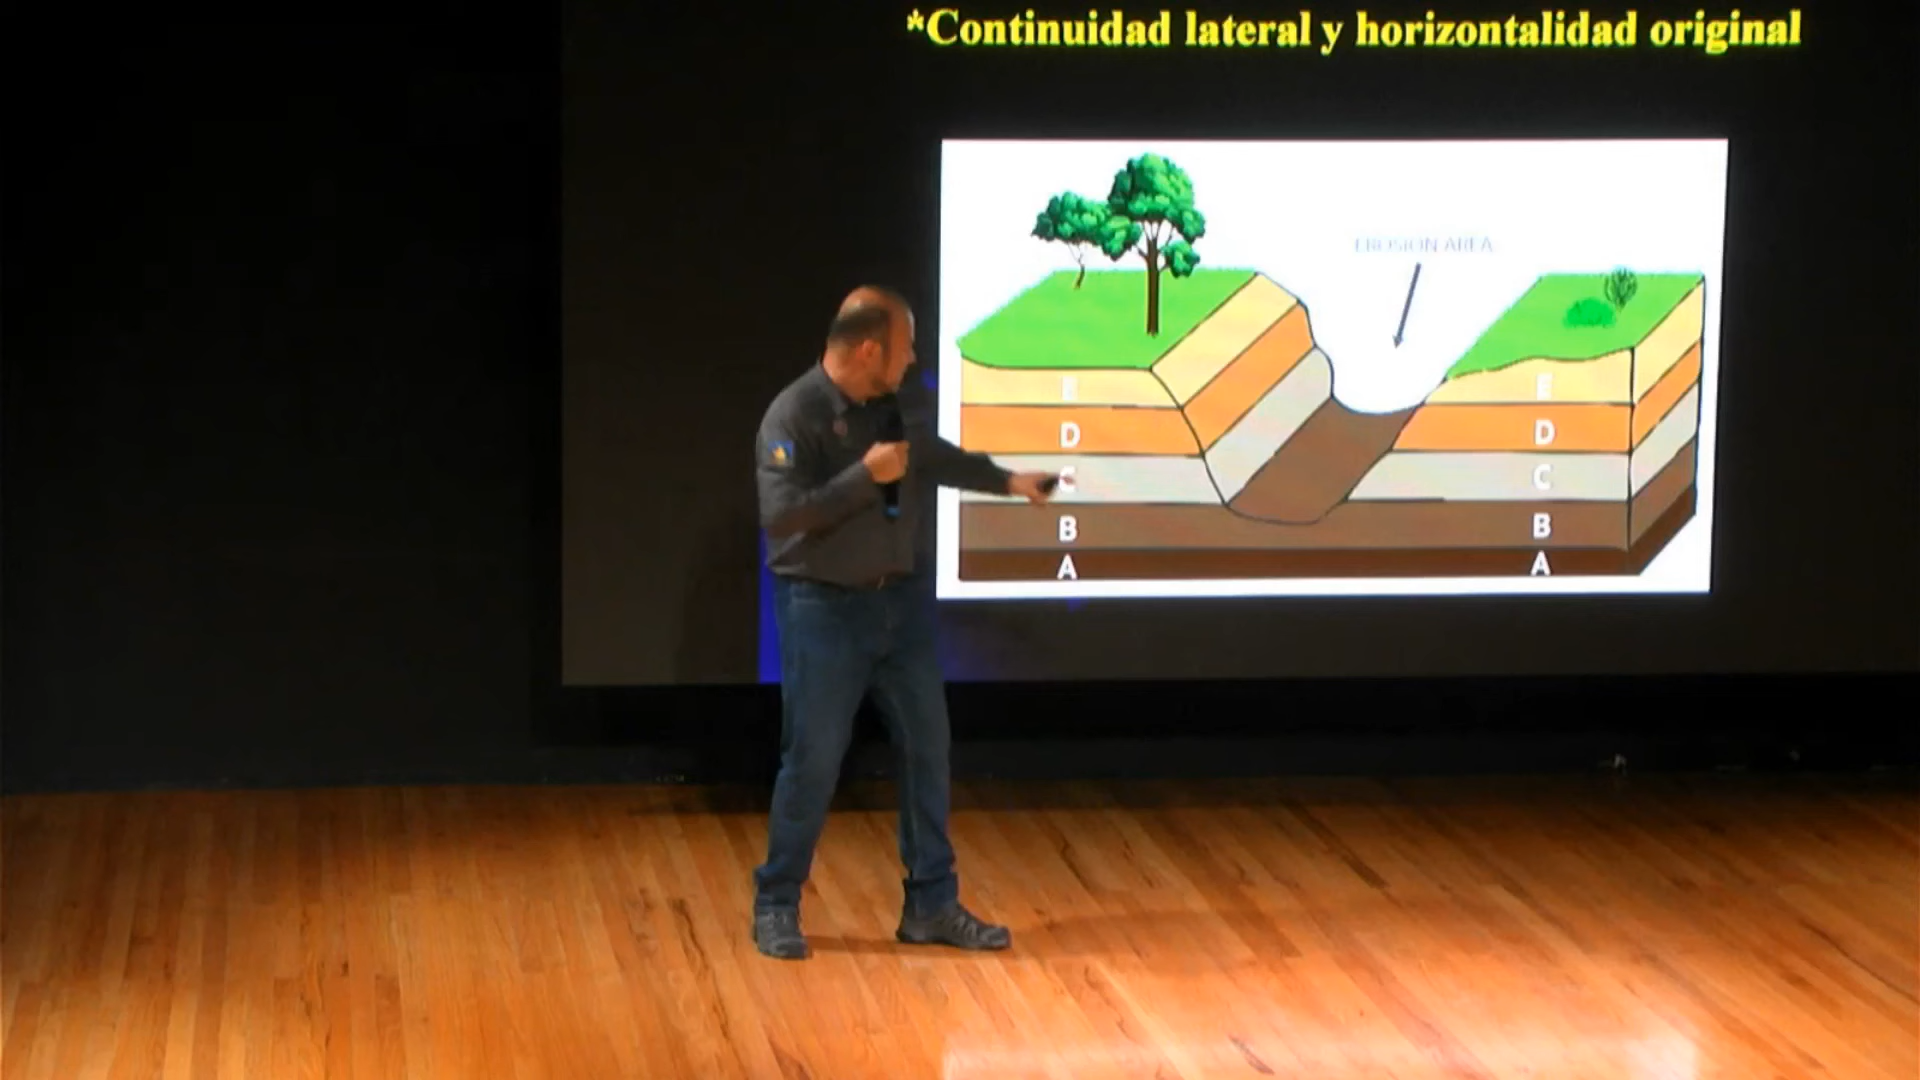 *Continuidad lateral y horizontalidad original
EROSION AREA
E E
D D
C C
B B
A A